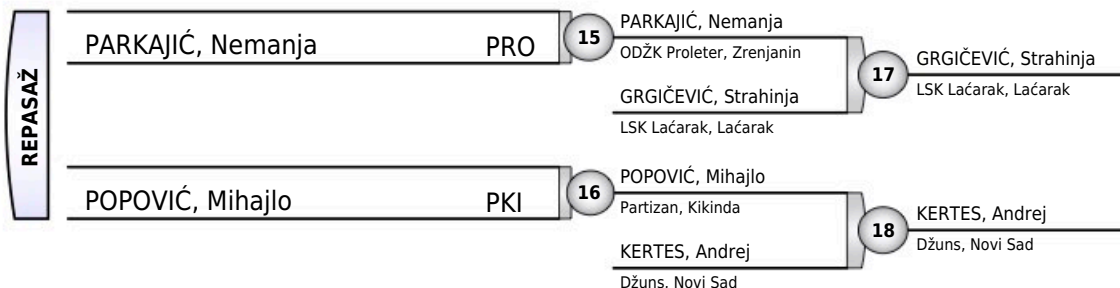 REPASAŽ
PARKAJIĆ, Nemanja PRO
15
PARKAJIĆ, Nemanja
ODŽK Proleter, Zrenjanin
GRGIČEVIĆ, Strahinja
LSK Laćarak, Laćarak
17
GRGIČEVIĆ, Strahinja
LSK Laćarak, Laćarak
POPOVIĆ, Mihajlo PKI
16
POPOVIĆ, Mihajlo
Partizan, Kikinda
KERTES, Andrej
Džuns, Novi Sad
18
KERTES, Andrej
Džuns, Novi Sad